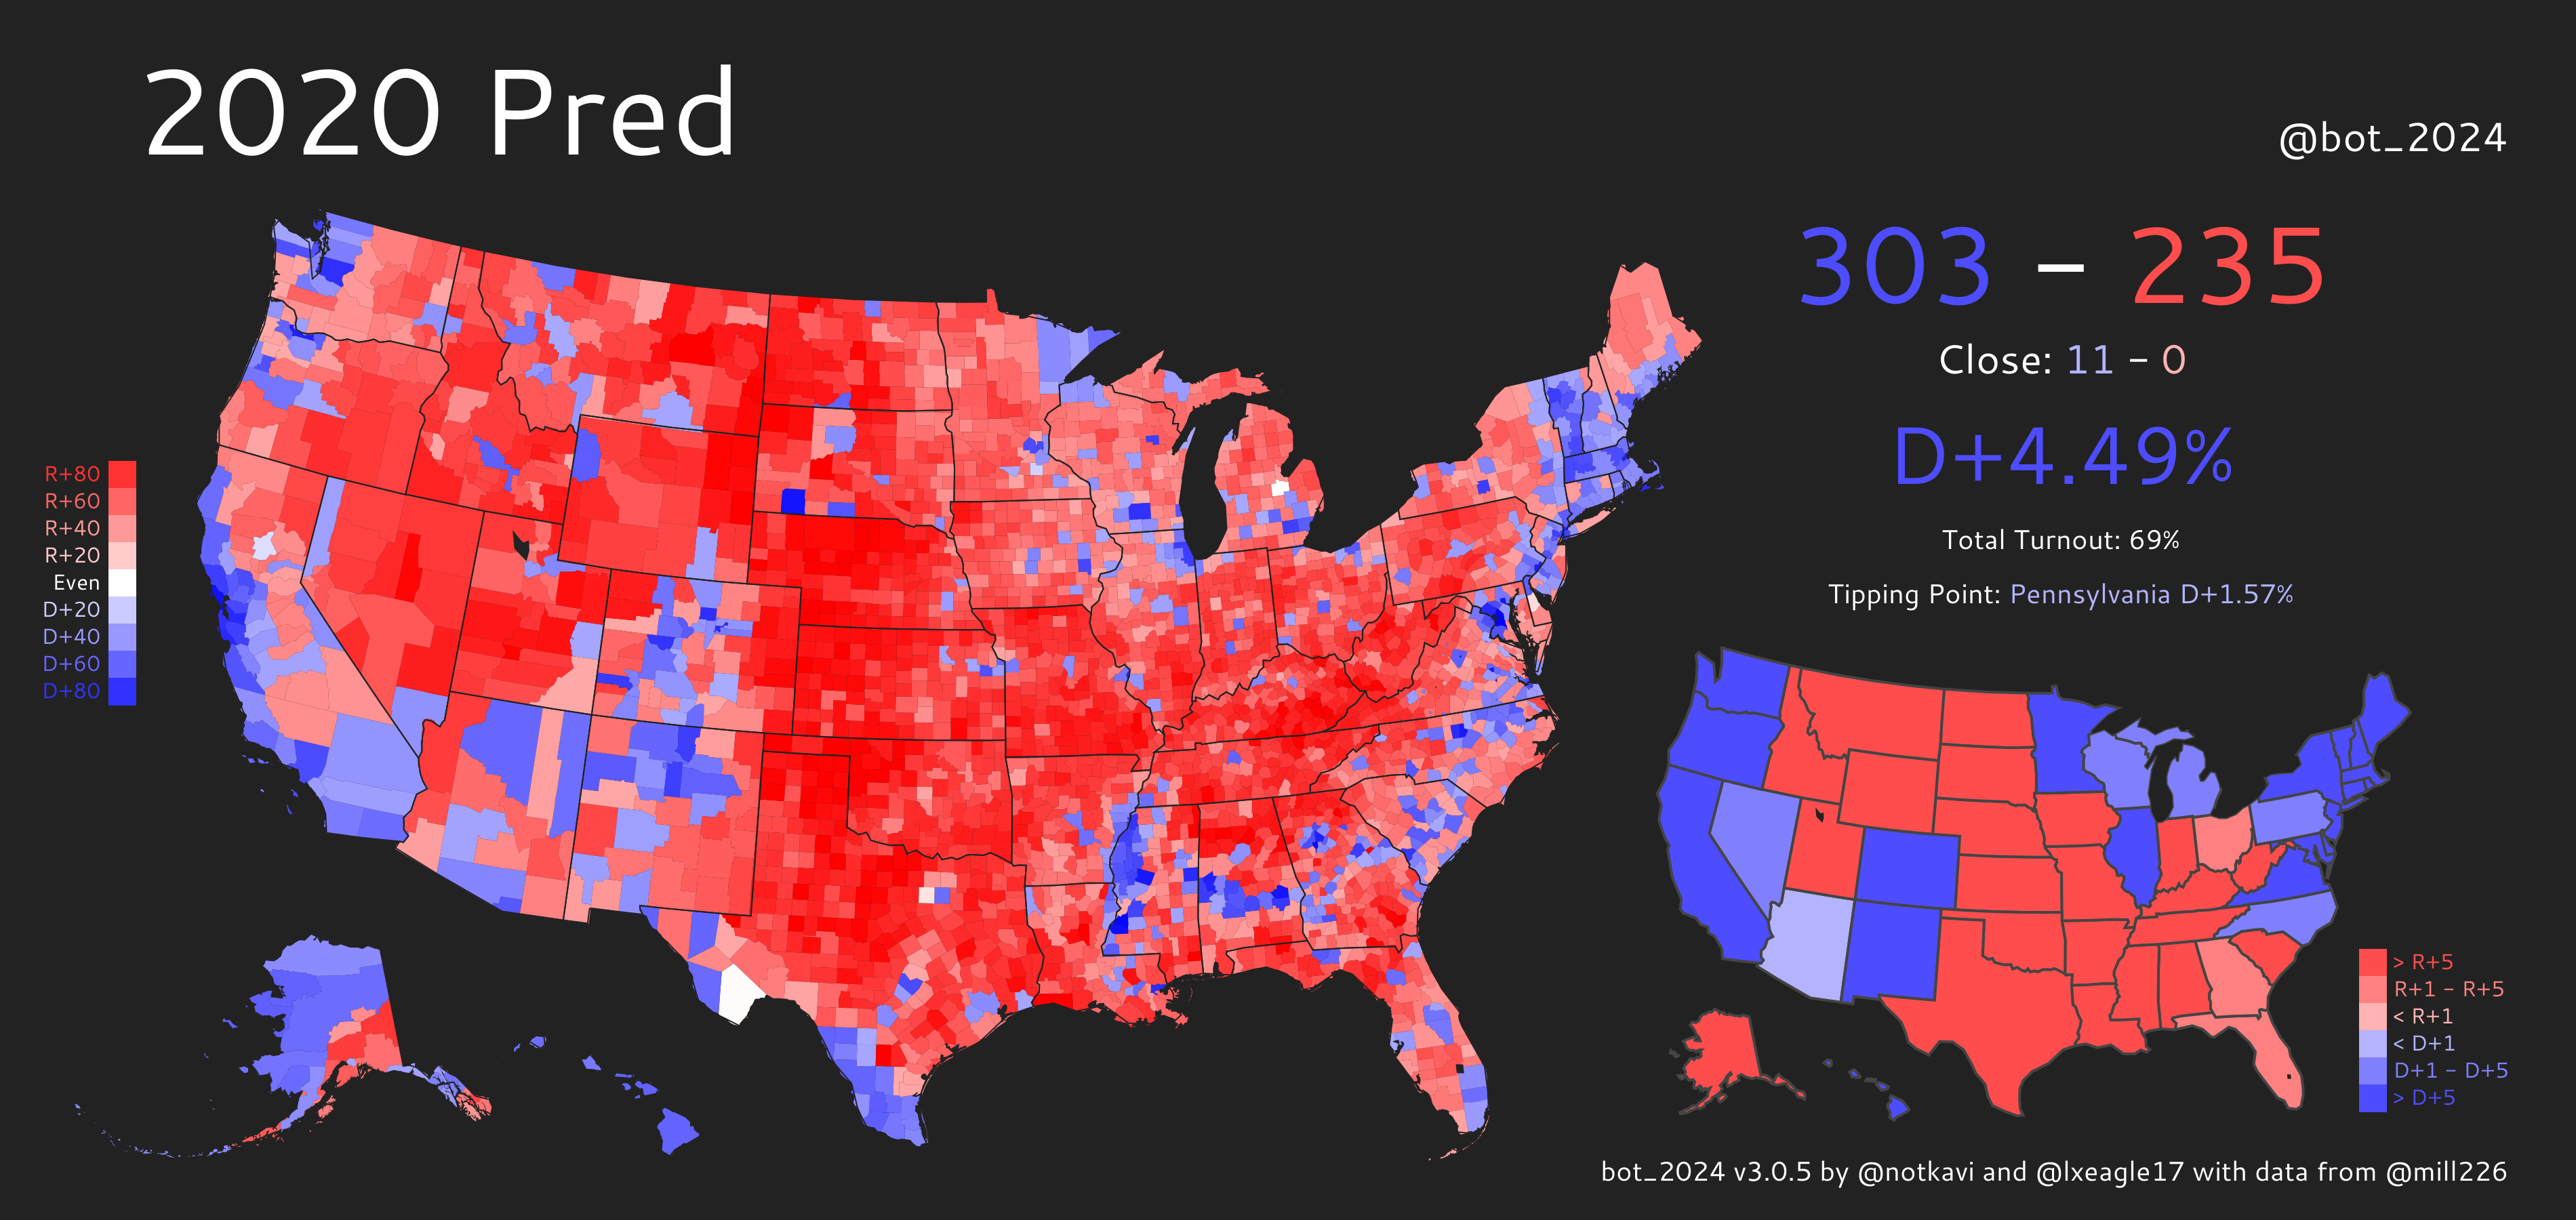 2020 Pred
@bot_2024
303 – 235
Close: 11 – 0
D+4.49%
Total Turnout: 69%
Tipping Point: Pennsylvania D+1.57%
R+80
R+60
R+40
R+20
Even
D+20
D+40
D+60
D+80
> R+5
R+1 – R+5
< R+1
< D+1
D+1 – D+5
> D+5
bot_2024 v3.0.5 by @notkavi and @lxeagle17 with data from @mill226